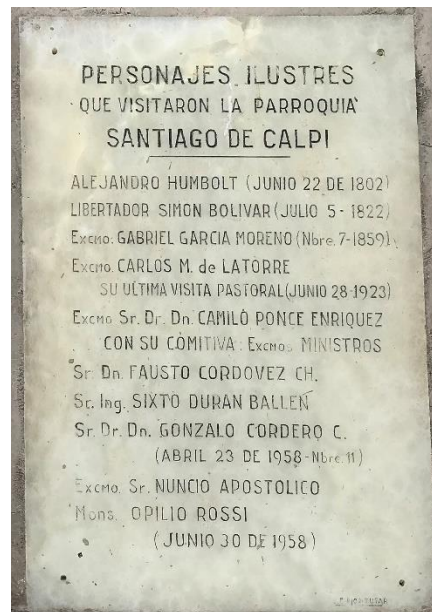 PERSONAJES ILUSTRES
QUE VISITARON LA PARROQUIA
SANTIAGO DE CALPI
ALEJANDRO HUMBOLT (JUNIO 22 DE 1802)
LIBERTADOR SIMON BOLIVAR (JULIO 5 - 1822)
Excmo. GABRIEL GARCIA MORENO (Nbre. 7-1859)
Excmo. CARLOS M. de LATORRE
SU ULTIMA VISITA PASTORAL (JUNIO 28-1923)
Excmo Sr. Dr. Dn. CAMILO PONCE ENRIQUEZ
CON SU COMITIVA: Excmos MINISTROS
Sr. Dn. FAUSTO CORDOVEZ CH.
Sr. Ing. SIXTO DURAN BALLEN
Sr. Dr. Dn. GONZALO CORDERO C.
(ABRIL 23 DE 1958-Nbre. 11)
Excmo. Sr. NUNCIO APOSTOLICO
Mons. OPILIO ROSSI
(JUNIO 30 DE 1958)